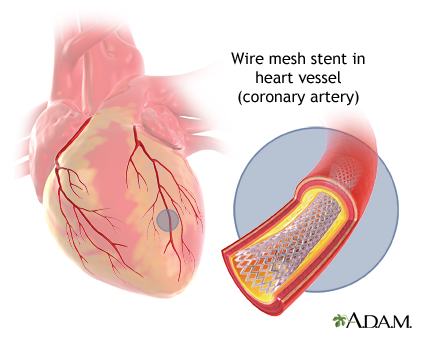 Wire mesh stent in
heart vessel
(coronary artery)
A.D.A.M.